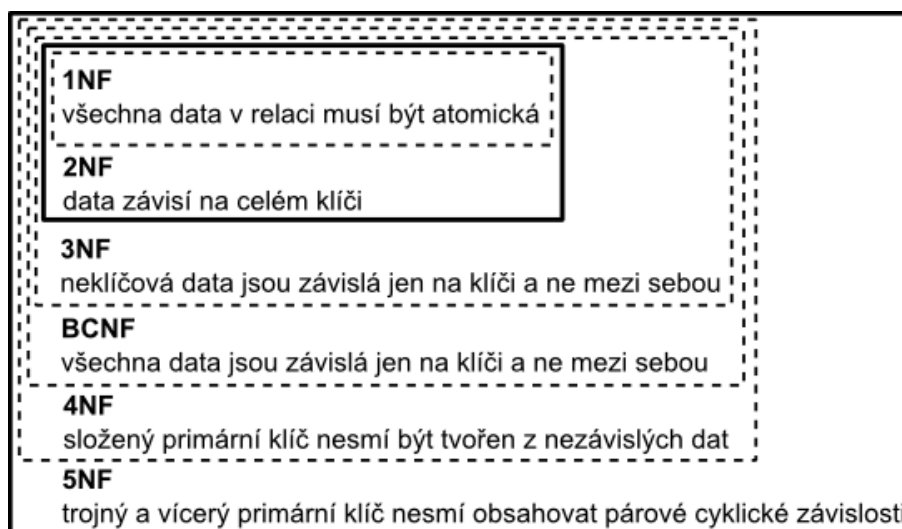 1NF
všechna data v relaci musí být atomická
2NF
data závisí na celém klíči
3NF
neklíčová data jsou závislá jen na klíči a ne mezi sebou
BCNF
všechna data jsou závislá jen na klíči a ne mezi sebou
4NF
složený primární klíč nesmí být tvořen z nezávislých dat
5NF
trojný a vícerý primární klíč nesmí obsahovat párové cyklické závislosti